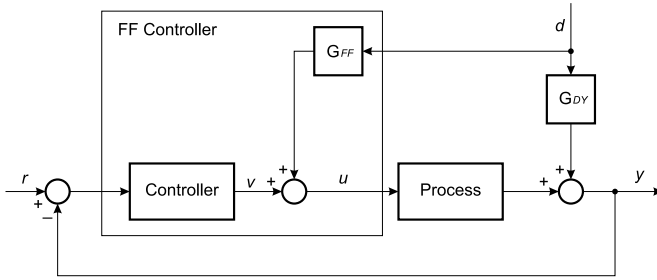 FF Controller
d
GFF
GDY
r
Controller
v
u
Process
y
+
–
+
+
+
+